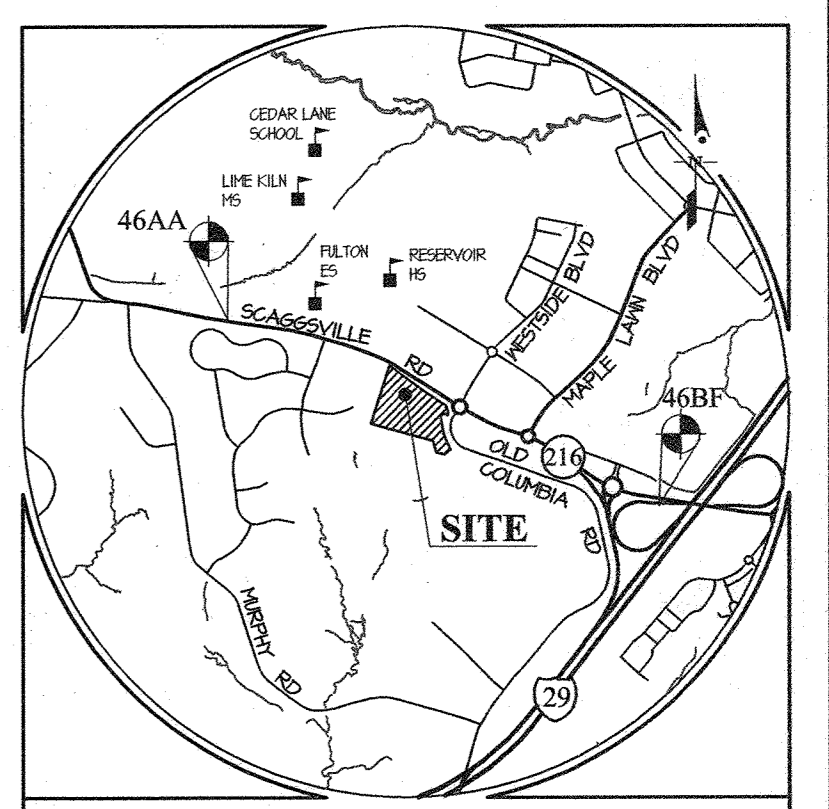 CEDAR LANE
SCHOOL
LIME KILN
MS
46AA
FULTON
ES
RESERVOIR
HS
N
SCAGGSVILLE
RD
WESTSIDE BLVD
MAPLE LAWN BLVD
46BF
OLD
COLUMBIA
RD
216
SITE
MURPHY
RD
29